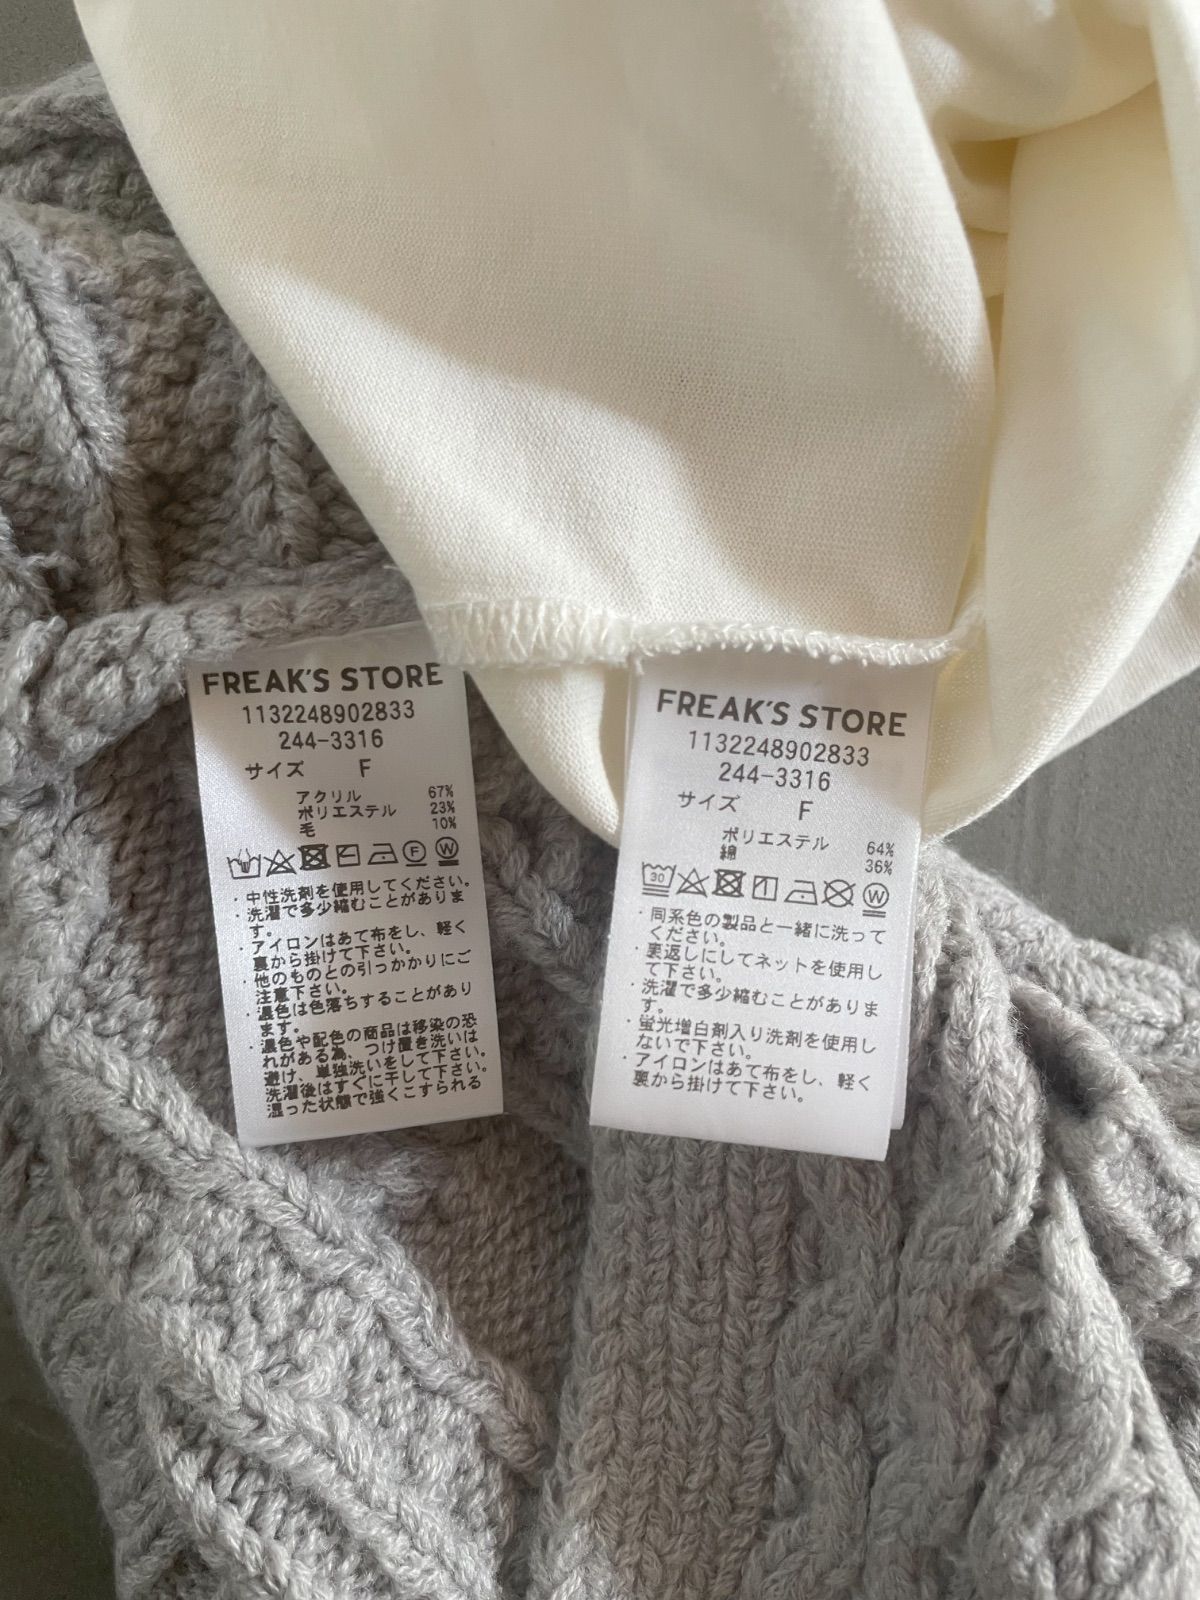 FREAK'S STORE
1132248902833
244-3316
サイズ F
アクリル 67%
ポリエステル 23%
毛 10%
F W
・中性洗剤を使用してください。
・洗濯で多少縮むことがありま
す。
・アイロンはあて布をし、軽く
裏から掛けて下さい。
・他のものとの引っかかりにご
注意下さい。
・濃色は色落ちすることがあり
ます。
・濃色や配色の商品は移染の恐
れがある為、つけ置き洗いは
避け、単独洗いをして下さい。
洗濯後はすぐに干して下さい。
湿った状態で強くこすられる
FREAK'S STORE
1132248902833
244-3316
サイズ F
ポリエステル 64%
綿 36%
30 W
・同系色の製品と一緒に洗って
ください。
・裏返しにしてネットを使用し
て下さい。
・洗濯で多少縮むことがありま
す。
・蛍光増白剤入り洗剤を使用し
ないで下さい。
・アイロンはあて布をし、軽く
裏から掛けて下さい。